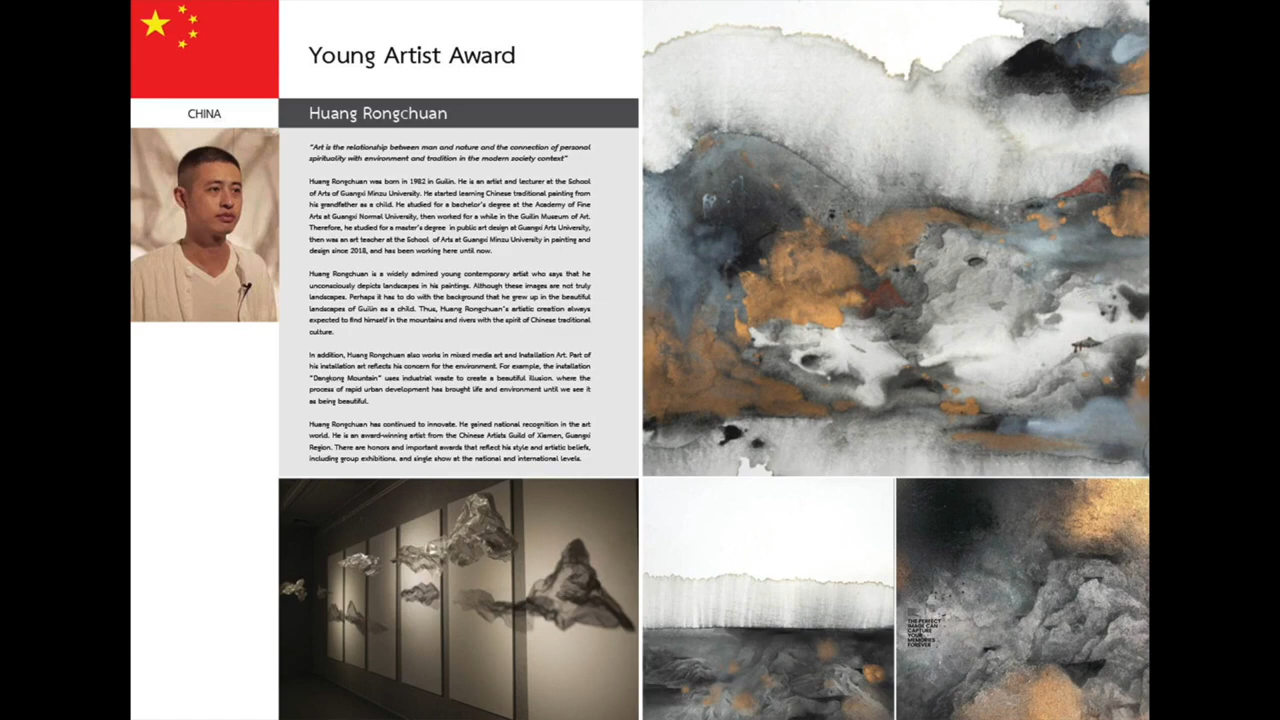 Young Artist Award
CHINA
Huang Rongchuan
"Art is the relationship between man and nature and the connection of personal
spirituality with environment and tradition in the modern society context"
Huang Rongchuan was born in 1982 in Guilin. He is an artist and lecturer at the School
of Arts of Guangxi Minzu University. He started learning Chinese traditional painting from
his grandfather as a child. He studied for a bachelor's degree at the Academy of Fine
Arts at Guangxi Normal University, then worked for a while in the Guilin Museum of Art.
Therefore, he studied for a master's degree in public art design at Guangxi Arts University,
then was an art teacher at the School of Arts at Guangxi Minzu University in painting and
design since 2018, and has been working here until now.
Huang Rongchuan is a widely admired young contemporary artist who says that he
unconsciously depicts landscapes in his paintings. Although these images are not truly
landscapes. Perhaps it has to do with the background that he grew up in the beautiful
landscapes of Guilin as a child. Thus, Huang Rongchuan's artistic creation always
expected to find himself in the mountains and rivers with the spirit of Chinese traditional
culture.
In addition, Huang Rongchuan also works in mixed media art and Installation Art. Part of
his installation art reflects his concern for the environment. For example, the installation
"Dangkong Mountain" uses industrial waste to create a beautiful illusion. where the
process of rapid urban development has brought life and environment until we see it
as being beautiful.
Huang Rongchuan has continued to innovate. He gained national recognition in the art
world. He is an award-winning artist from the Chinese Artists Guild of Xiamen, Guangxi
Region. There are honors and important awards that reflect his style and artistic beliefs,
including group exhibitions. and single show at the national and international levels.
THE PERFECT
IMAGE CAN
CAPTURE
YOUR
MEMORIES
FOREVER